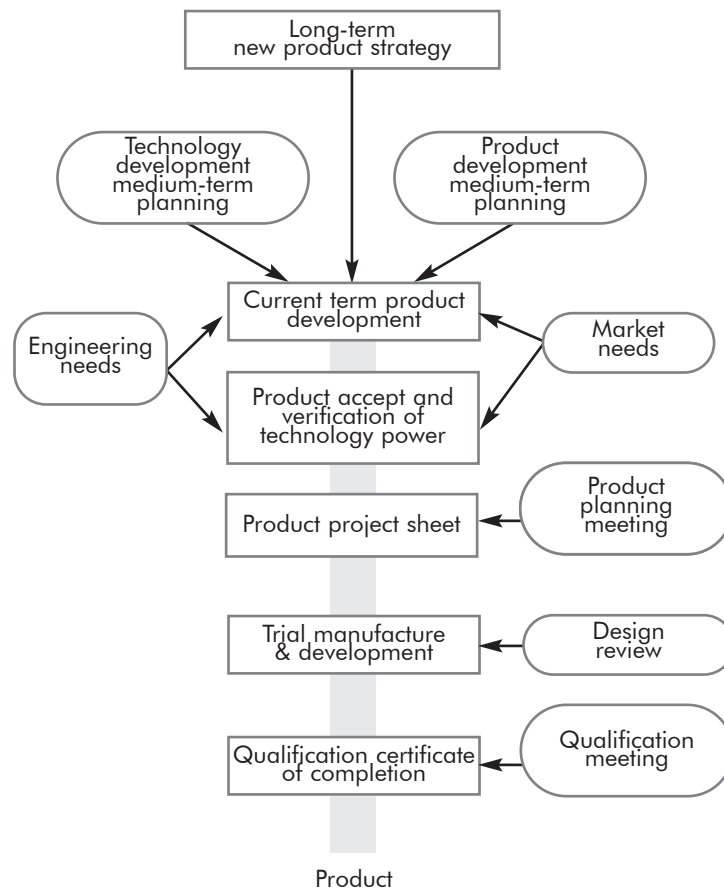 Long-term
new product strategy
Technology
development
medium-term
planning
Product
development
medium-term
planning
Current term product
development
Engineering
needs
Market
needs
Product accept and
verification of
technology power
Product
planning
meeting
Product project sheet
Trial manufacture
& development
Design
review
Qualification certificate
of completion
Qualification
meeting
Product